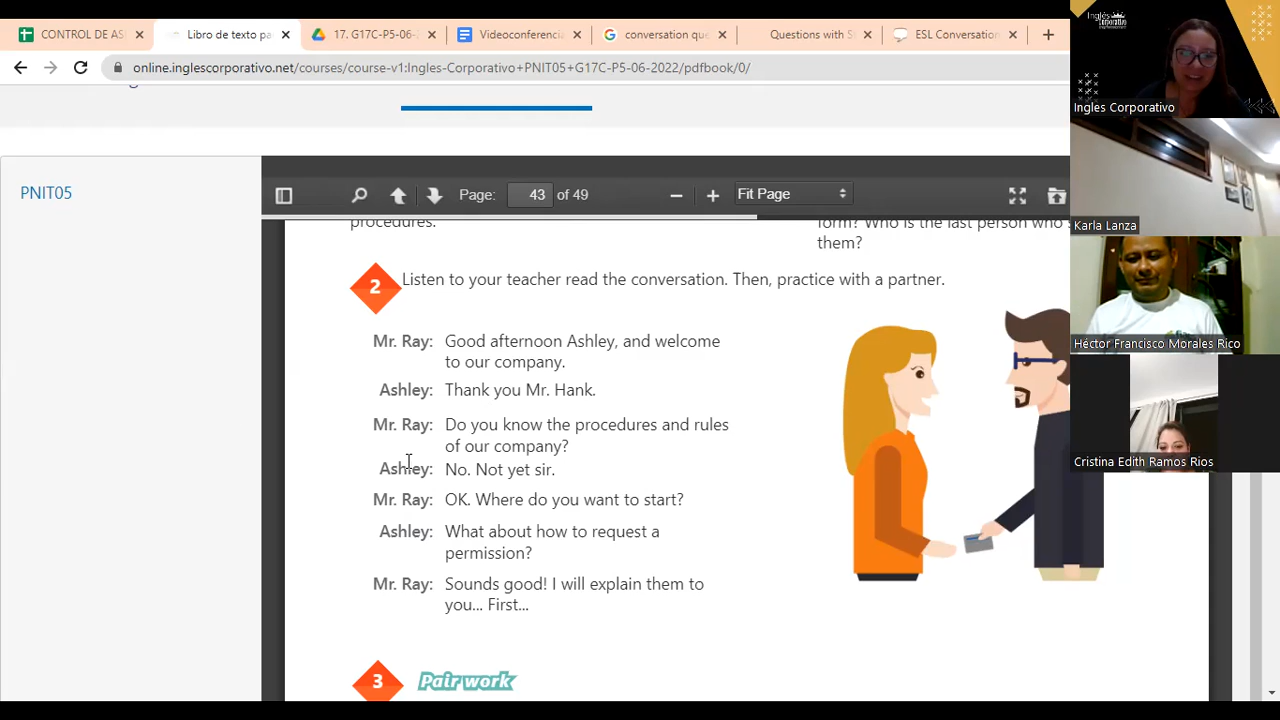 CONTROL DE AS
Libro de texto pa
17. G17C-P5-09
Videoconferenci
conversation que
Questions with S
ESL Conversation
online.inglescorporativo.net/courses/course-v1:Ingles-Corporativo+PNIT05+G17C-P5-06-2022/pdfbook/0/
PNIT05
Page: 43 of 49
Fit Page
procedures.
form? Who is the last person who s
them?
2 Listen to your teacher read the conversation. Then, practice with a partner.
Mr. Ray: Good afternoon Ashley, and welcome
to our company.
Ashley: Thank you Mr. Hank.
Mr. Ray: Do you know the procedures and rules
of our company?
Ashley: No. Not yet sir.
Mr. Ray: OK. Where do you want to start?
Ashley: What about how to request a
permission?
Mr. Ray: Sounds good! I will explain them to
you... First...
3 Pair work
Inglés
Corporativo
Ingles Corporativo
Karla Lanza
Héctor Francisco Morales Rico
Cristina Edith Ramos Rios